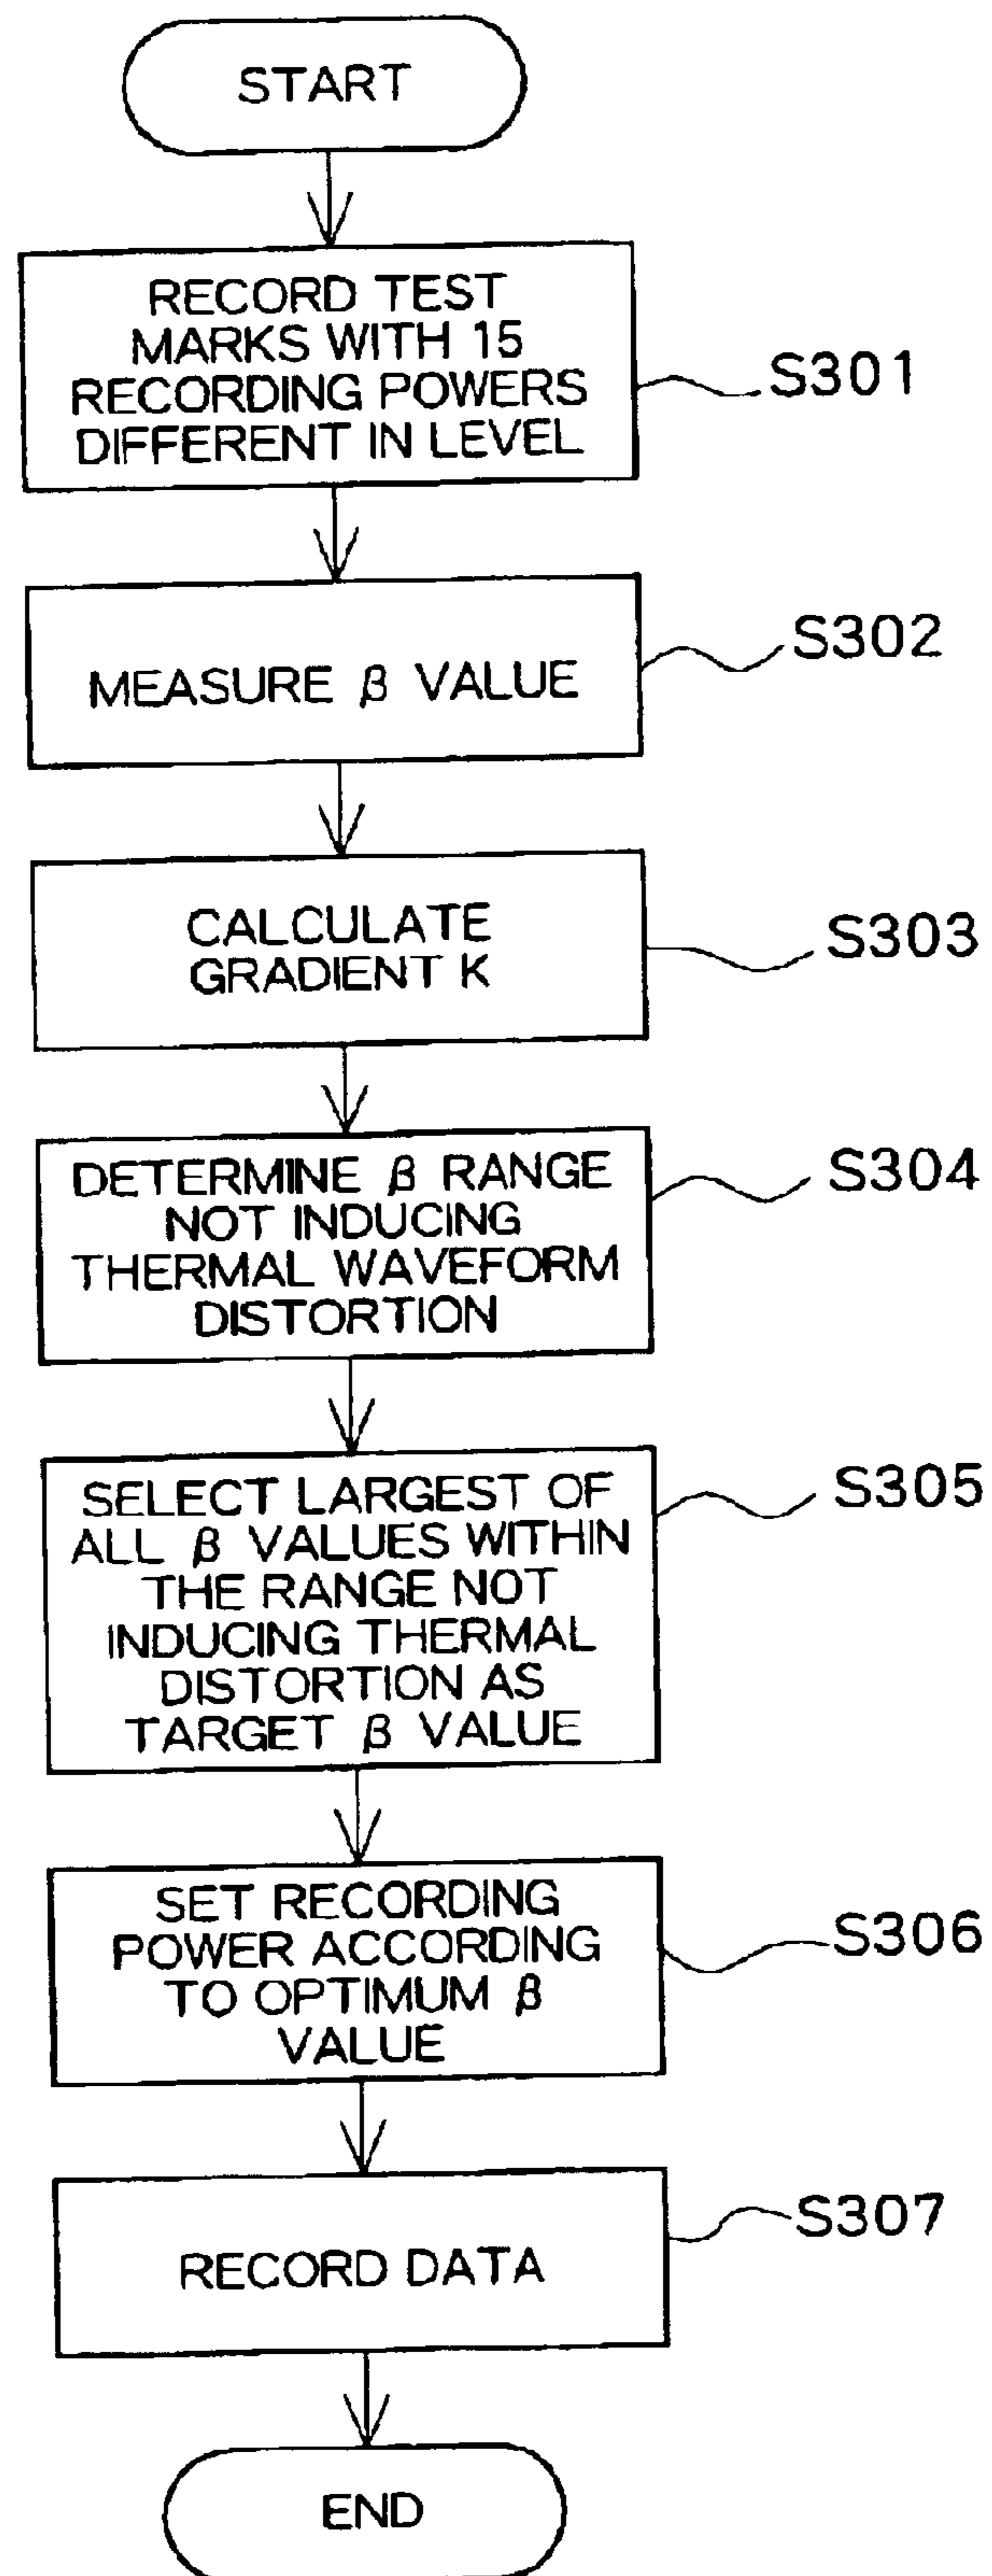 START
RECORD TEST
MARKS WITH 15
RECORDING POWERS
DIFFERENT IN LEVEL
S301
MEASURE β VALUE
S302
CALCULATE
GRADIENT K
S303
DETERMINE β RANGE
NOT INDUCING
THERMAL WAVEFORM
DISTORTION
S304
SELECT LARGEST OF
ALL β VALUES WITHIN
THE RANGE NOT
INDUCING THERMAL
DISTORTION AS
TARGET β VALUE
S305
SET RECORDING
POWER ACCORDING
TO OPTIMUM β
VALUE
S306
RECORD DATA
S307
END